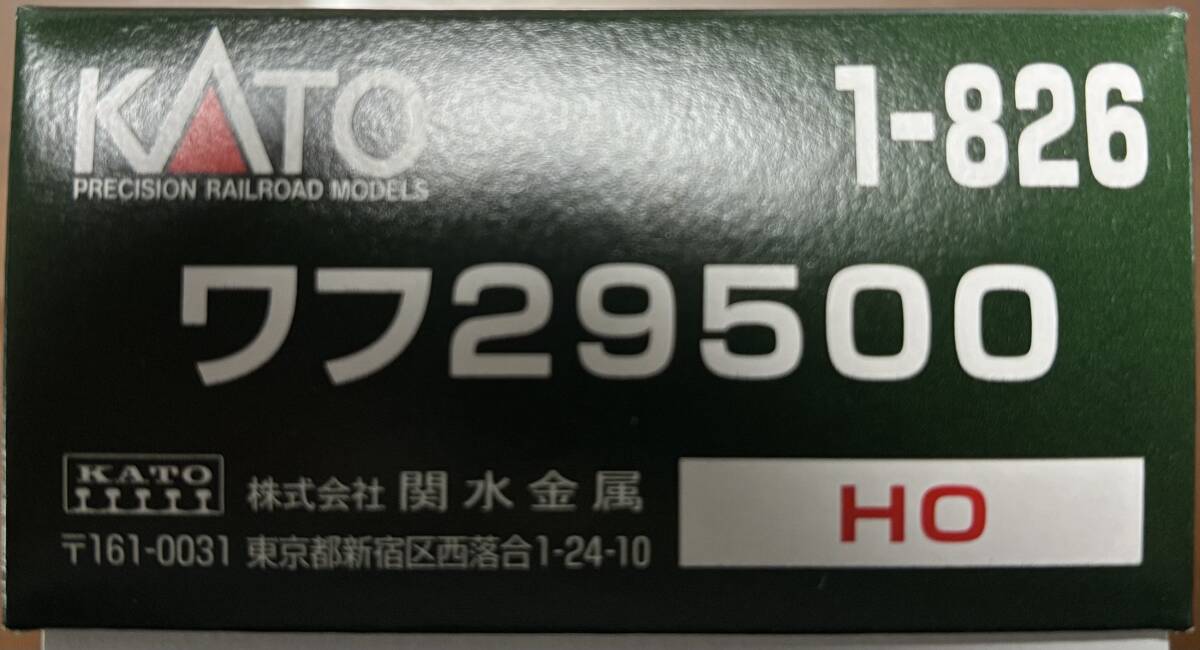 KATO
PRECISION RAILROAD MODELS
1-826
ワフ29500
KATO
株式会社 関水金属
〒161-0031 東京都新宿区西落合1-24-10
HO